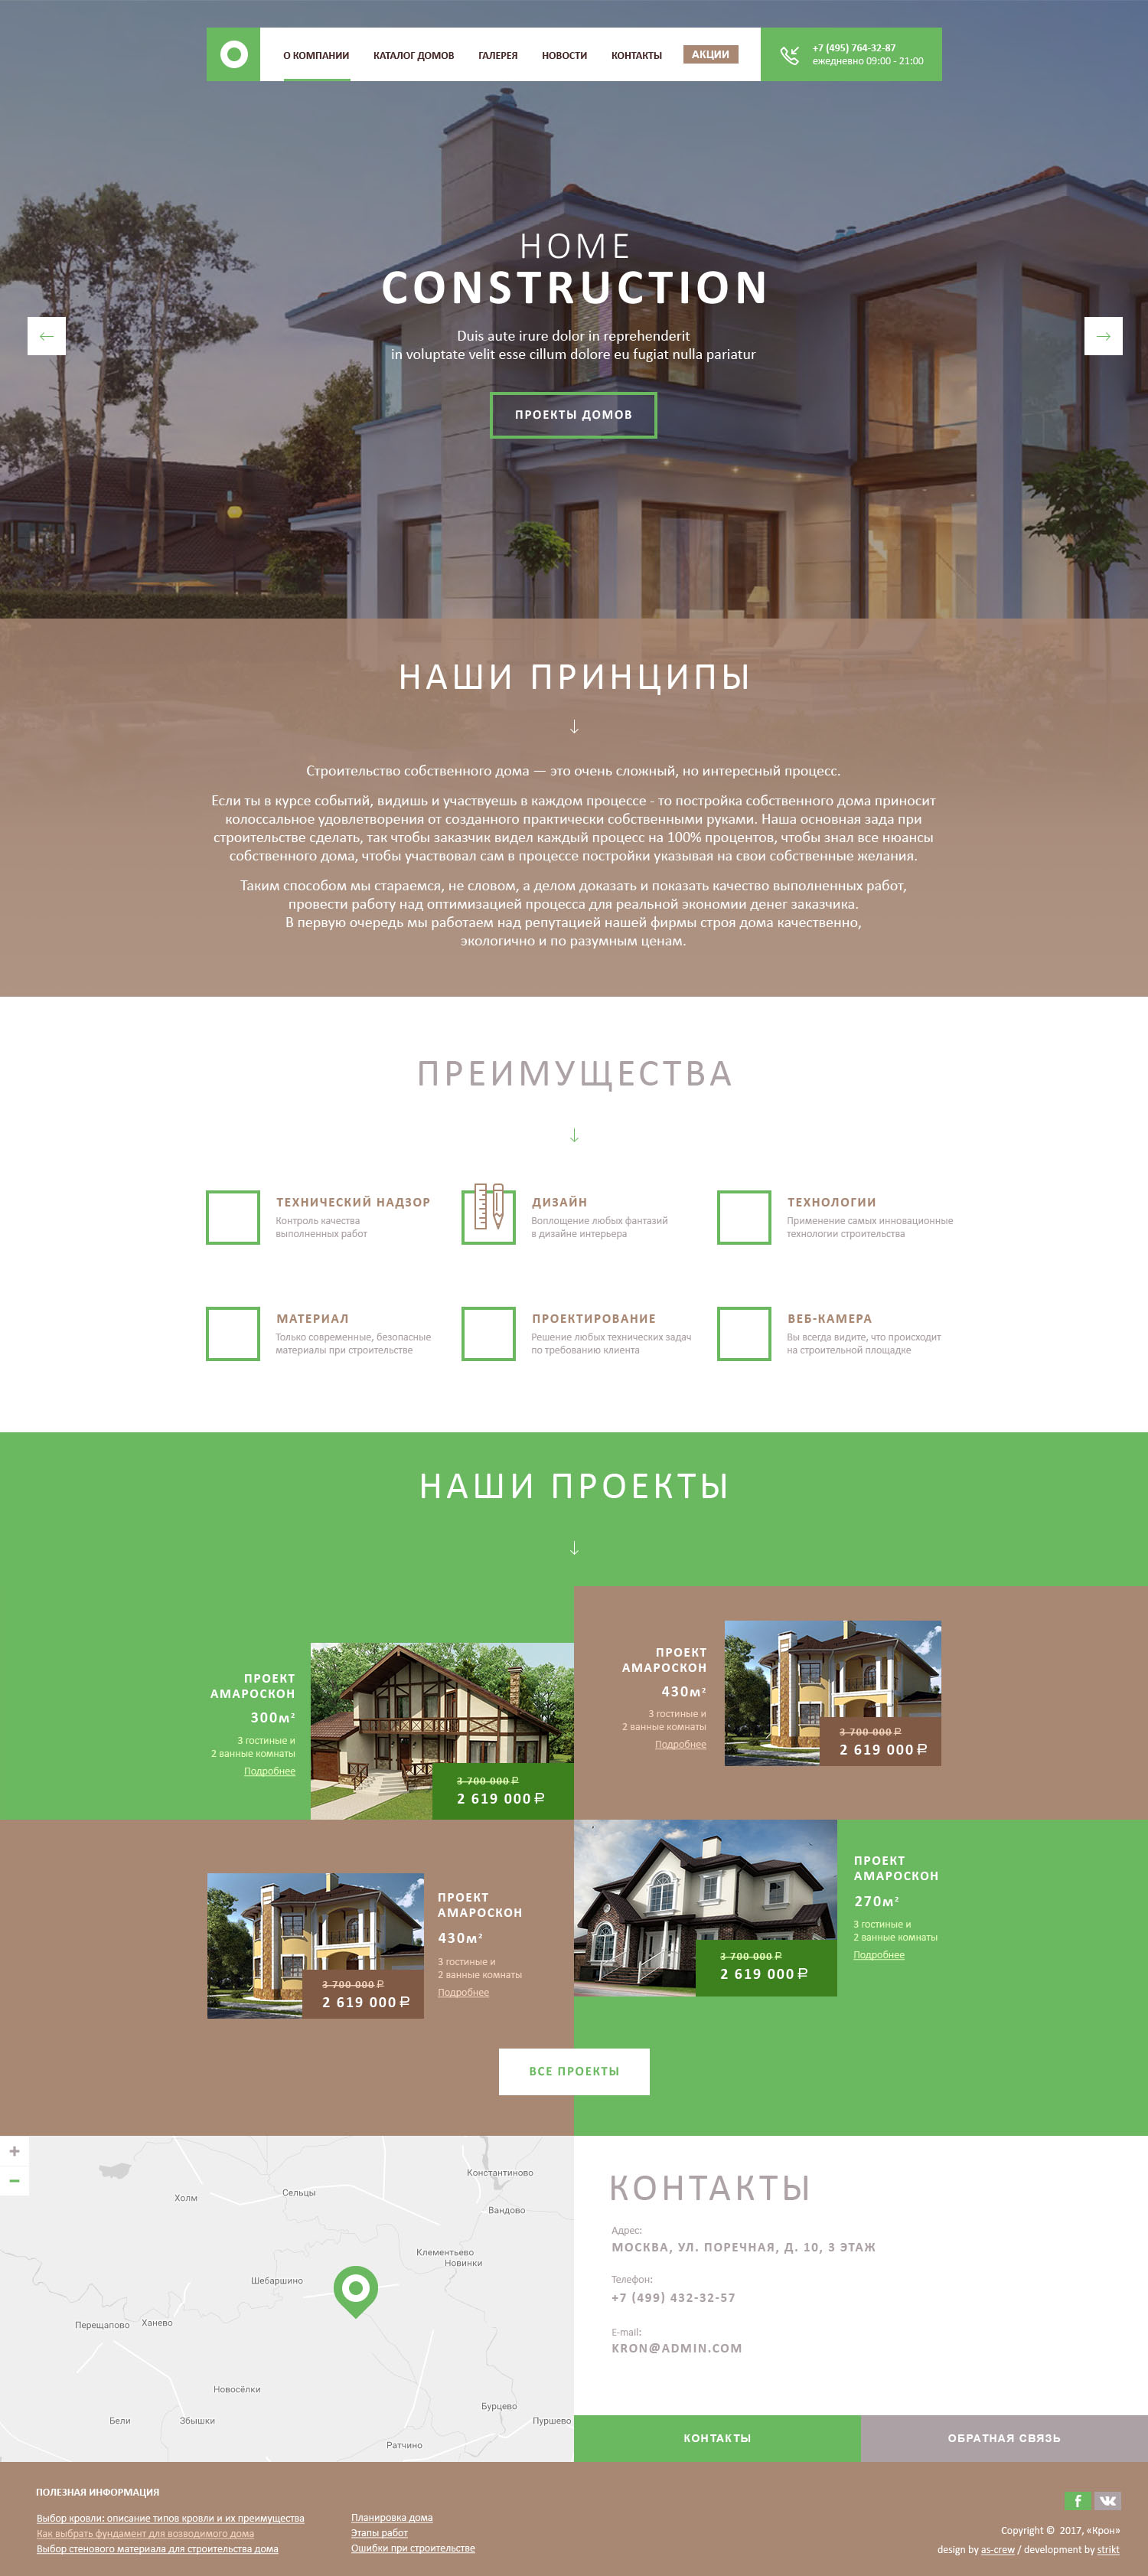 О КОМПАНИИ
КАТАЛОГ ДОМОВ
ГАЛЕРЕЯ
НОВОСТИ
КОНТАКТЫ
АКЦИИ
+7 (495) 764-32-87
ежедневно 09:00 - 21:00
HOME
CONSTRUCTION
Duis aute irure dolor in reprehenderit
in voluptate velit esse cillum dolore eu fugiat nulla pariatur
ПРОЕКТЫ ДОМОВ
НАШИ ПРИНЦИПЫ
Строительство собственного дома — это очень сложный, но интересный процесс.
Если ты в курсе событий, видишь и участвуешь в каждом процессе - то постройка собственного дома приносит
колоссальное удовлетворения от созданного практически собственными руками. Наша основная зада при
строительстве сделать, так чтобы заказчик видел каждый процесс на 100% процентов, чтобы знал все нюансы
собственного дома, чтобы участвовал сам в процессе постройки указывая на свои собственные желания.
Таким способом мы стараемся, не словом, а делом доказать и показать качество выполненных работ,
провести работу над оптимизацией процесса для реальной экономии денег заказчика.
В первую очередь мы работаем над репутацией нашей фирмы строя дома качественно,
экологично и по разумным ценам.
ПРЕИМУЩЕСТВА
ТЕХНИЧЕСКИЙ НАДЗОР
Контроль качества
выполненных работ
ДИЗАЙН
Воплощение любых фантазий
в дизайне интерьера
ТЕХНОЛОГИИ
Применение самых инновационные
технологии строительства
МАТЕРИАЛ
Только современные, безопасные
материалы при строительстве
ПРОЕКТИРОВАНИЕ
Решение любых технических задач
по требованию клиента
ВЕБ-КАМЕРА
Вы всегда видите, что происходит
на строительной площадке
НАШИ ПРОЕКТЫ
ПРОЕКТ
АМАРОСКОН
300м²
3 гостиные и
2 ванные комнаты
Подробнее
3 700 000 ₽
2 619 000 ₽
ПРОЕКТ
АМАРОСКОН
430м²
3 гостиные и
2 ванные комнаты
Подробнее
3 700 000 ₽
2 619 000 ₽
3 700 000 ₽
2 619 000 ₽
ПРОЕКТ
АМАРОСКОН
430м²
3 гостиные и
2 ванные комнаты
Подробнее
3 700 000 ₽
2 619 000 ₽
ПРОЕКТ
АМАРОСКОН
270м²
3 гостиные и
2 ванные комнаты
Подробнее
ВСЕ ПРОЕКТЫ
+
−
Константиново
Холм
Сельцы
Вандово
Клементьево
Новинки
Шебаршино
Перещапово
Ханево
Новосёлки
Бурцево
Бели
Збышки
Пуршево
Ратчино
КОНТАКТЫ
Адрес:
МОСКВА, УЛ. ПОРЕЧНАЯ, Д. 10, 3 ЭТАЖ
Телефон:
+7 (499) 432-32-57
E-mail:
KRON@ADMIN.COM
КОНТАКТЫ
ОБРАТНАЯ СВЯЗЬ
ПОЛЕЗНАЯ ИНФОРМАЦИЯ
Выбор кровли: описание типов кровли и их преимущества
Как выбрать фундамент для возводимого дома
Выбор стенового материала для строительства дома
Планировка дома
Этапы работ
Ошибки при строительстве
Copyright © 2017, «Крон»
design by as-crew / development by strikt